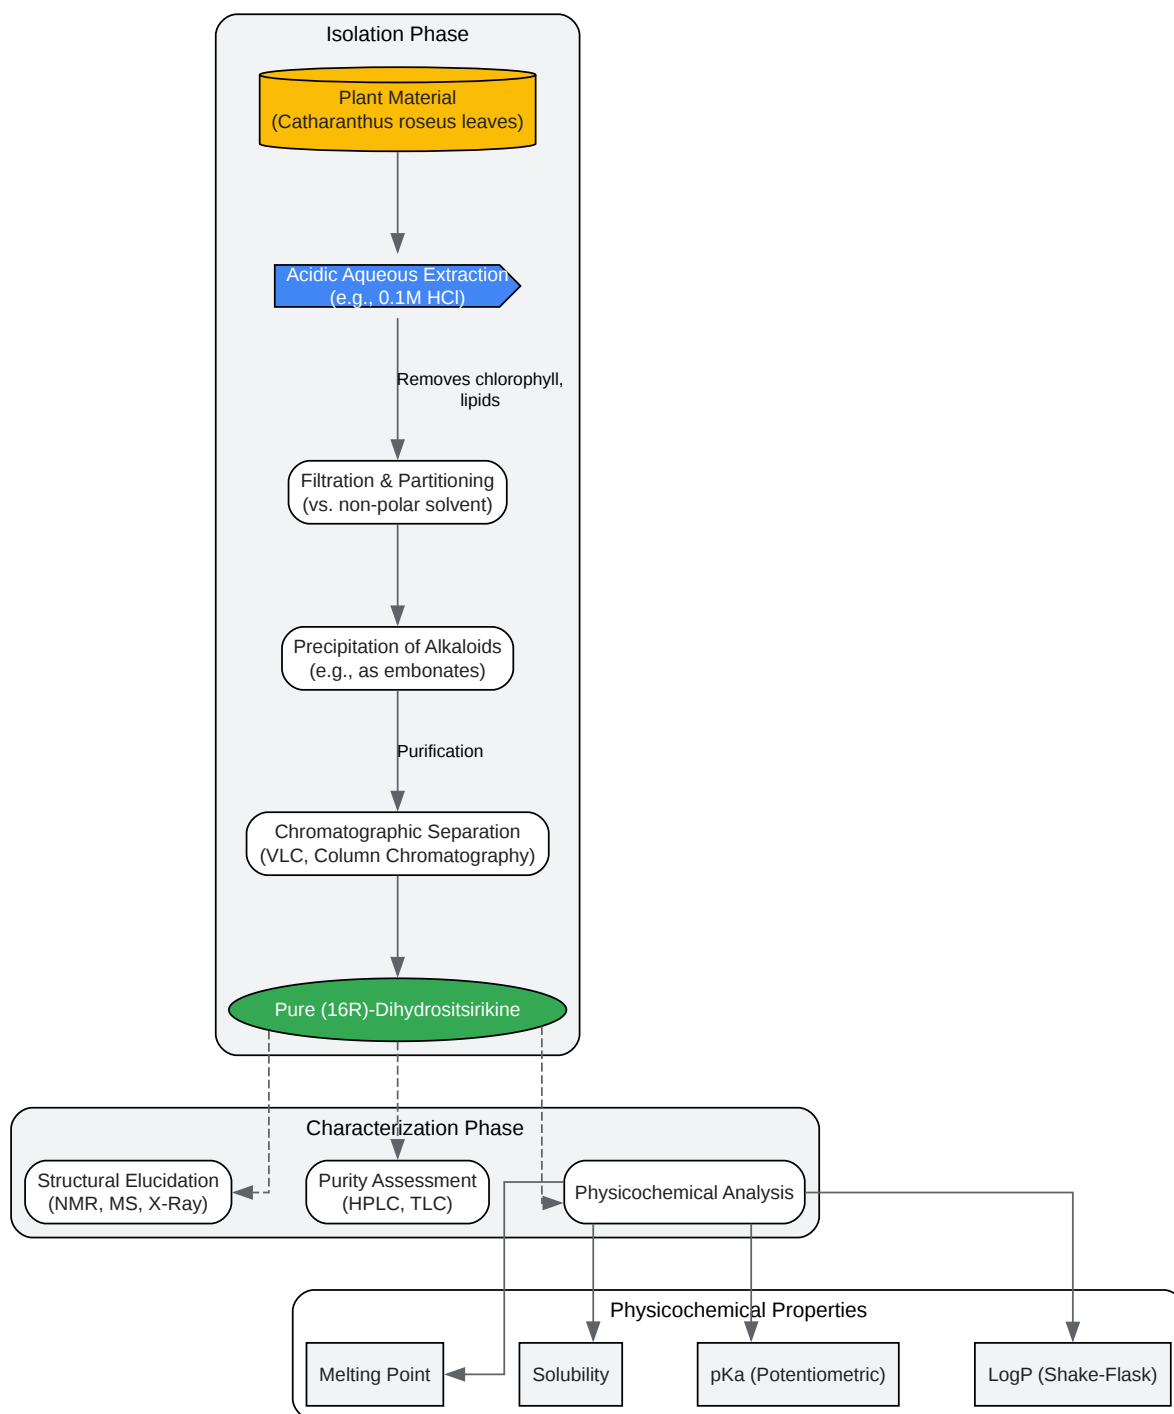 Isolation Phase
Plant Material
(Catharanthus roseus leaves)
Acidic Aqueous Extraction
(e.g., 0.1M HCl)
Removes chlorophyll,
lipids
Filtration & Partitioning
(vs. non-polar solvent)
Precipitation of Alkaloids
(e.g., as embonates)
Purification
Chromatographic Separation
(VLC, Column Chromatography)
Pure (16R)-Dihydrositsirikine
Characterization Phase
Structural Elucidation
(NMR, MS, X-Ray)
Purity Assessment
(HPLC, TLC)
Physicochemical Analysis
Physicochemical Properties
Melting Point
Solubility
pKa (Potentiometric)
LogP (Shake-Flask)